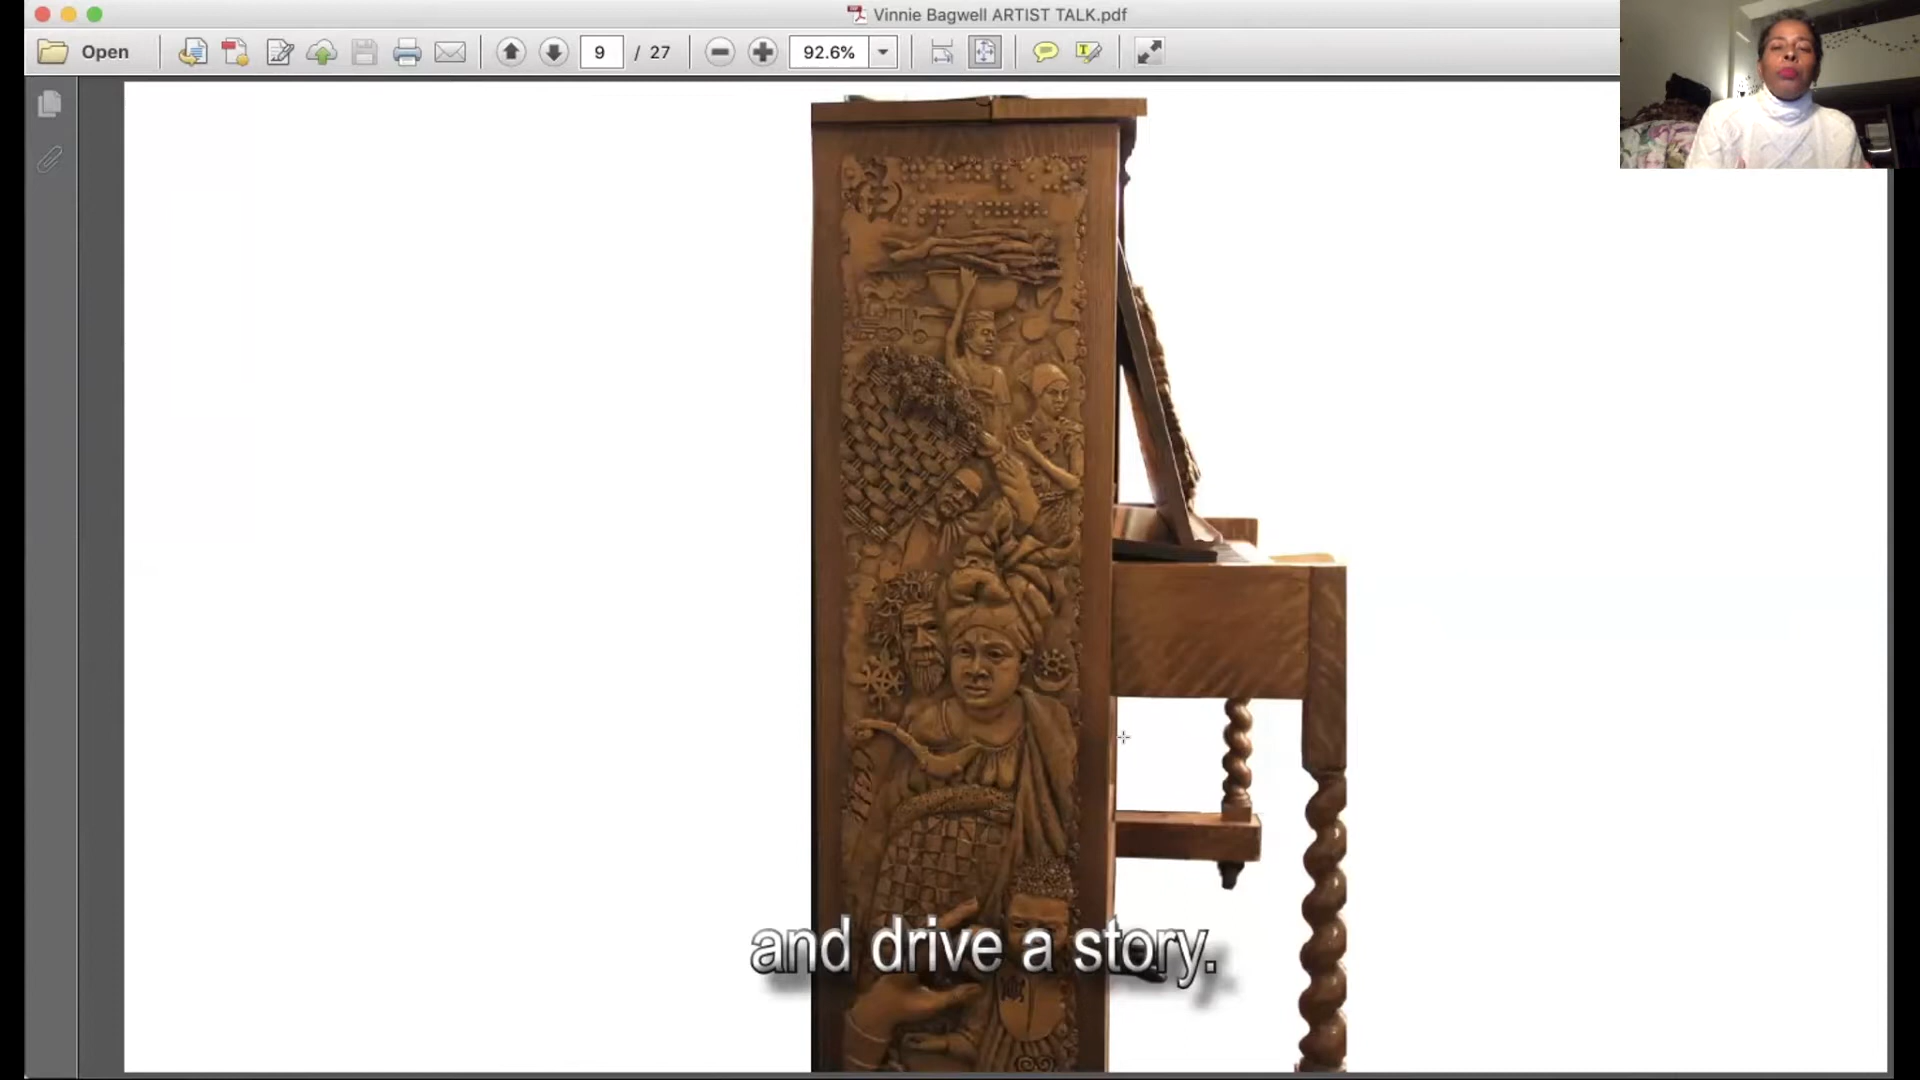 Vinnie Bagwell ARTIST TALK.pdf
Open
9 / 27
92.6%
and drive a story.